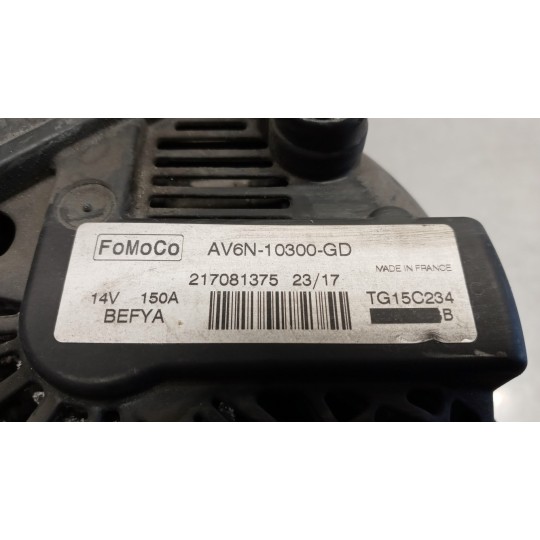 FoMoCo AV6N-10300-GD
MADE IN FRANCE
217081375 23/17
14V 150A TG15C234
BEFYA B